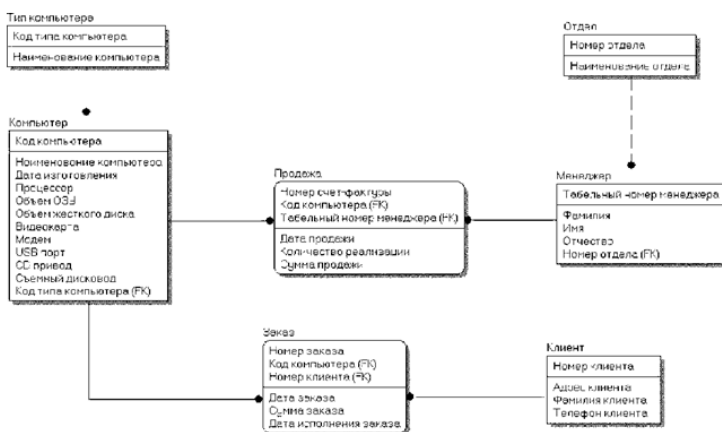 Тип компьютера
Код типа компьютера
Наименование компьютера
Отдел
Номер отдела
Наименование отдела
Компьютер
Код компьютера
Наименование компьютера
Дата изготовления
Процессор
Объем ОЗУ
Объем жесткого диска
Видеокарта
Модем
USB порт
CD привод
Съемный дисковод
Код типа компьютера (FK)
Продажа
Номер счет-фактуры
Код компьютера (FK)
Табельный номер менеджера (FK)
Дата продажи
Количество реализации
Сумма продажи
Менеджер
Табельный номер менеджера
Фамилия
Имя
Отчество
Номер отдела (FK)
Заказ
Номер заказа
Код компьютера (FK)
Номер клиента (FK)
Дата заказа
Сумма заказа
Дата исполнения заказа
Клиент
Номер клиента
Адрес клиента
Фамилия клиента
Телефон клиента